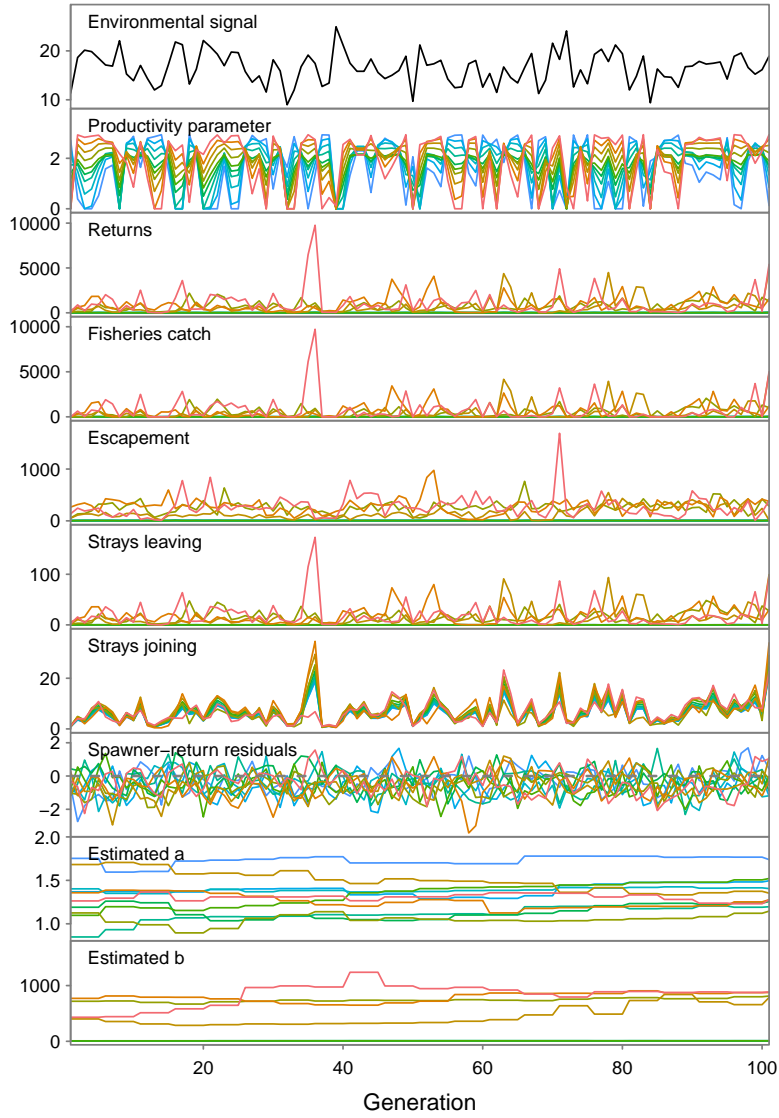 Environmental signal
20
10
Productivity parameter
2
0
Returns
10000
5000
0
Fisheries catch
10000
5000
0
Escapement
1000
0
Strays leaving
100
0
Strays joining
20
0
Spawner−return residuals
2
0
−2
Estimated a
2.0
1.5
1.0
Estimated b
1000
0
20 40 60 80 100
Generation